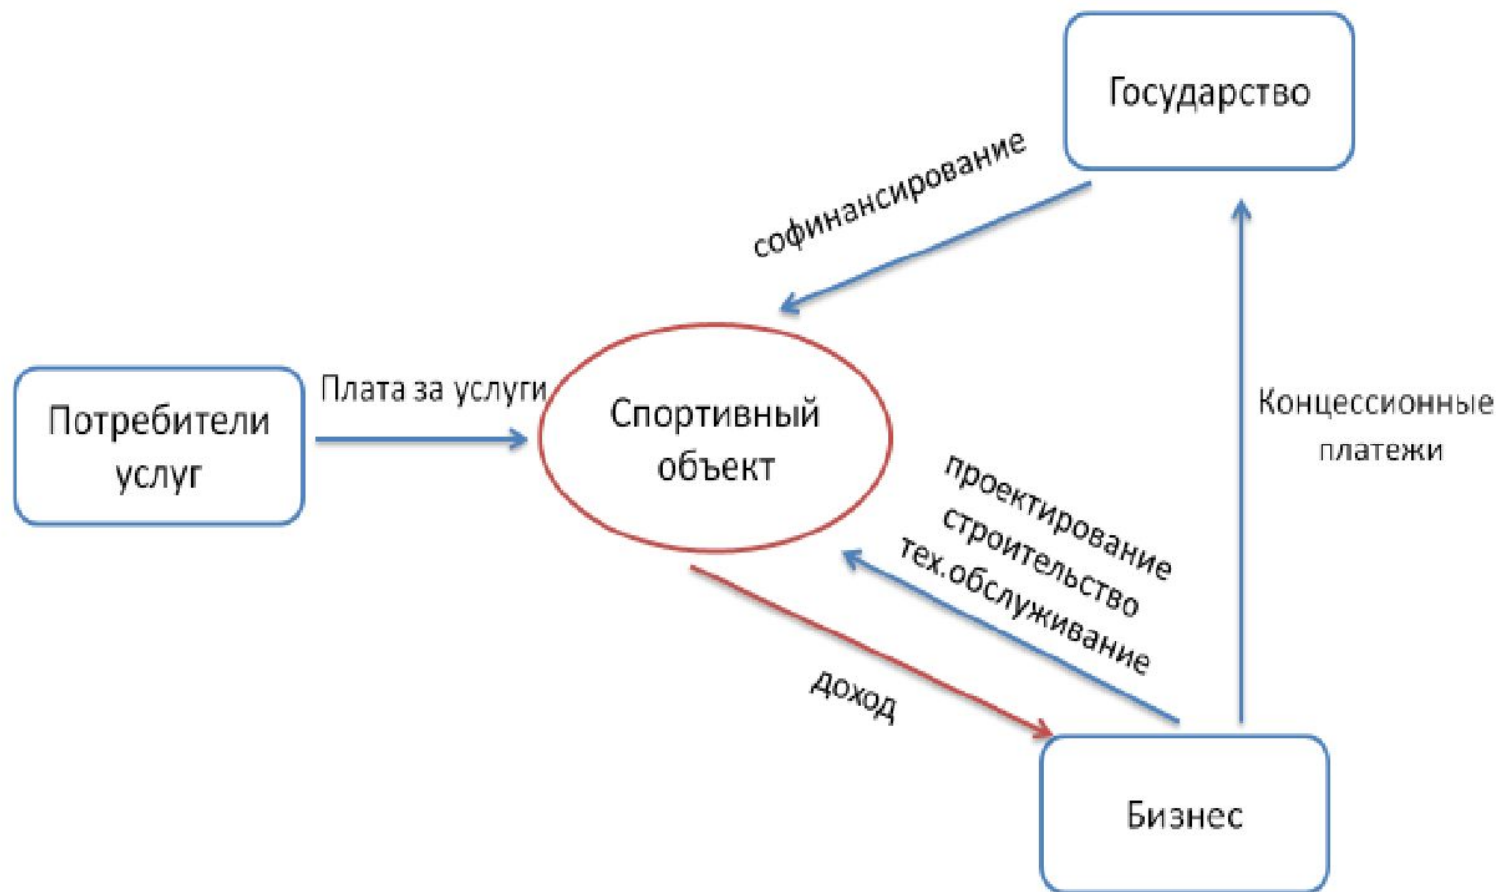 Государство
софинансирование
Потребители
услуг
Плата за услуги
Спортивный
объект
Концессионные
платежи
проектирование
строительство
тех.обслуживание
доход
Бизнес